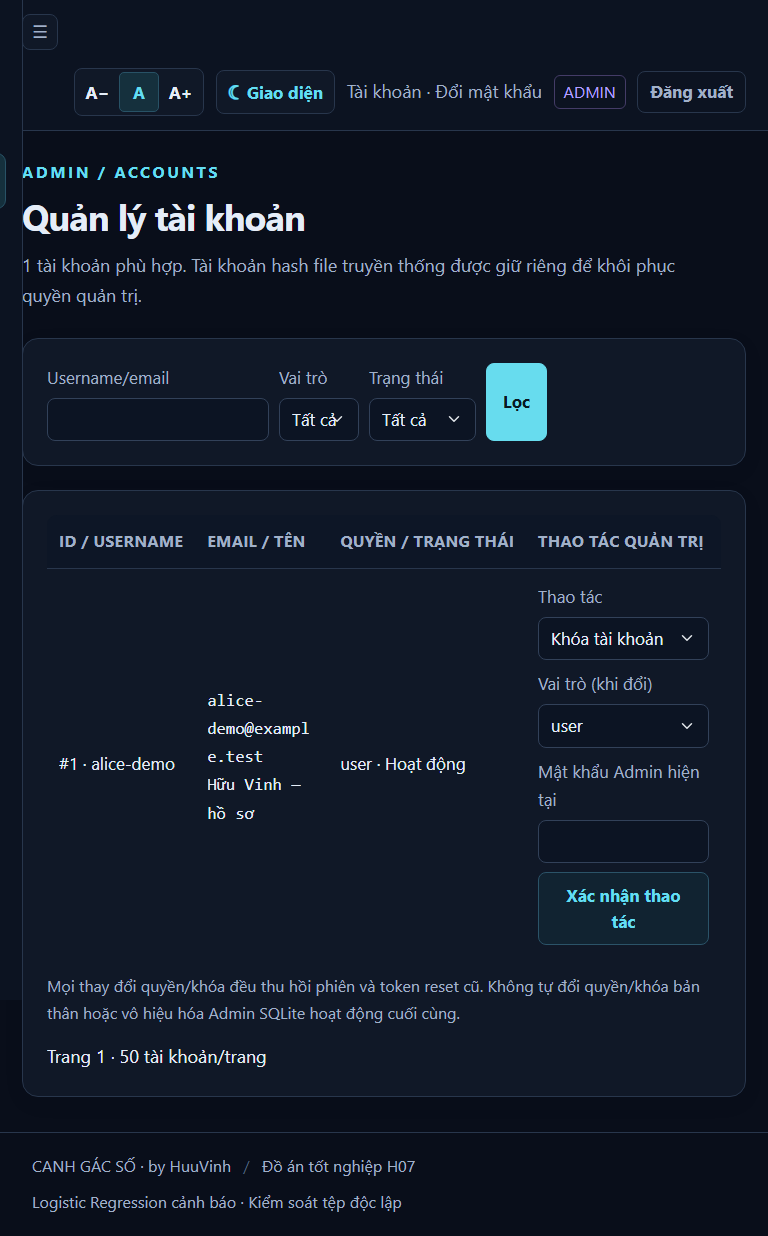 ☰
A− A A+ ☾ Giao diện Tài khoản · Đổi mật khẩu ADMIN Đăng xuất
ADMIN / ACCOUNTS
Quản lý tài khoản
1 tài khoản phù hợp. Tài khoản hash file truyền thống được giữ riêng để khôi phục
quyền quản trị.
Username/email Vai trò Trạng thái
Tất cả Tất cả Lọc
ID / USERNAME EMAIL / TÊN QUYỀN / TRẠNG THÁI THAO TÁC QUẢN TRỊ
#1 · alice-demo
alice-
demo@exampl
e.test
Hữu Vinh —
hồ sơ
user · Hoạt động
Thao tác
Khóa tài khoản
Vai trò (khi đổi)
user
Mật khẩu Admin hiện
tại
Xác nhận thao
tác
Mọi thay đổi quyền/khóa đều thu hồi phiên và token reset cũ. Không tự đổi quyền/khóa bản
thân hoặc vô hiệu hóa Admin SQLite hoạt động cuối cùng.
Trang 1 · 50 tài khoản/trang
CANH GÁC SỐ · by HuuVinh / Đồ án tốt nghiệp H07
Logistic Regression cảnh báo · Kiểm soát tệp độc lập